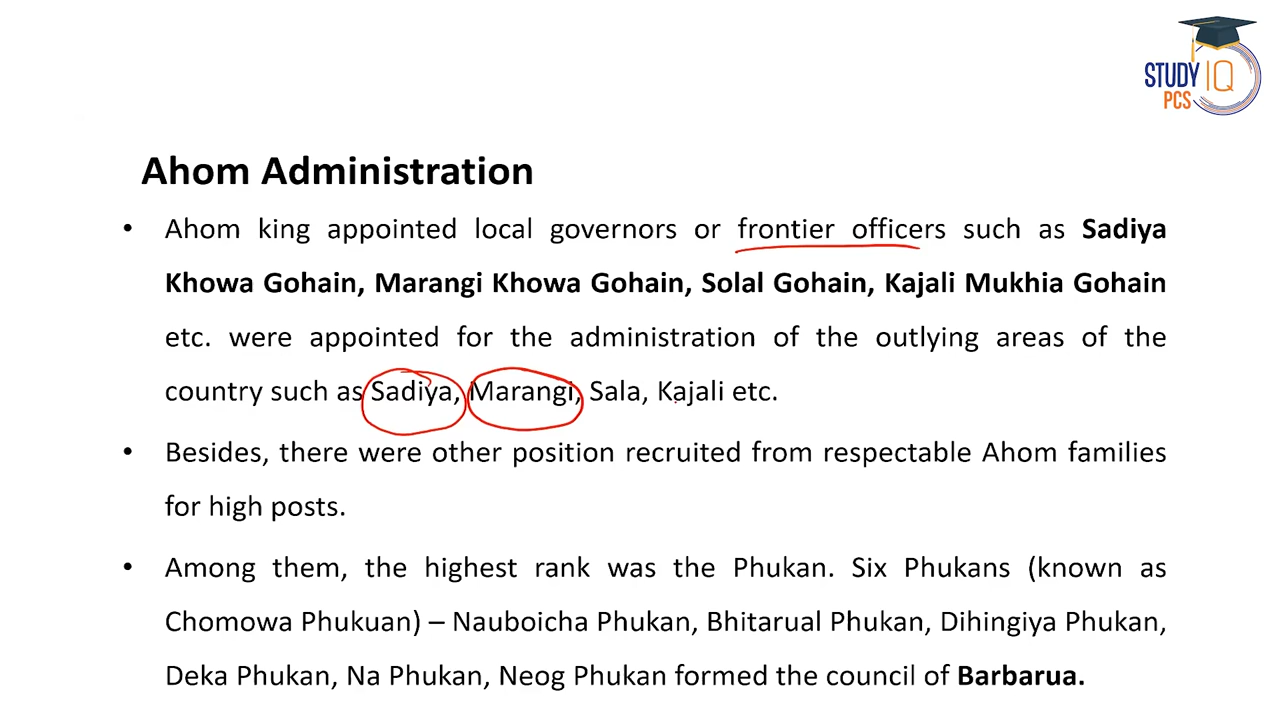 STUDY IQ
PCS
Ahom Administration
• Ahom king appointed local governors or frontier officers such as Sadiya
Khowa Gohain, Marangi Khowa Gohain, Solal Gohain, Kajali Mukhia Gohain
etc. were appointed for the administration of the outlying areas of the
country such as Sadiya, Marangi, Sala, Kajali etc.
• Besides, there were other position recruited from respectable Ahom families
for high posts.
• Among them, the highest rank was the Phukan. Six Phukans (known as
Chomowa Phukuan) – Nauboicha Phukan, Bhitarual Phukan, Dihingiya Phukan,
Deka Phukan, Na Phukan, Neog Phukan formed the council of Barbarua.